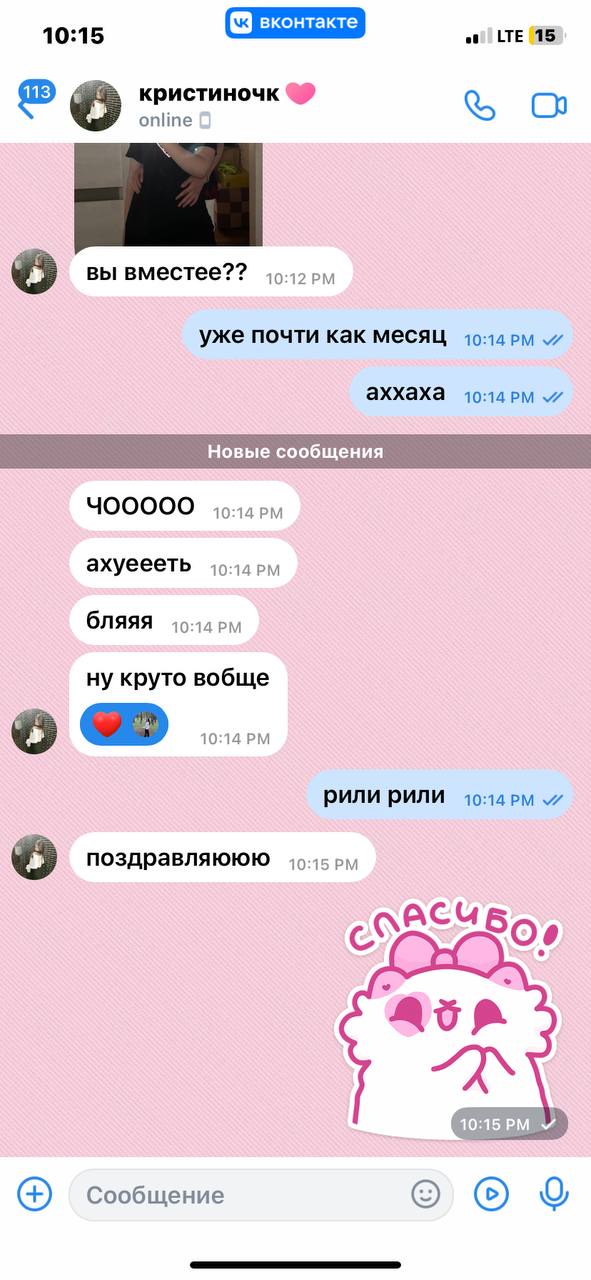 10:15
вконтакте
LTE 15
113
кристиночк
online
вы вместее?? 10:12 PM
уже почти как месяц 10:14 PM
аххаха 10:14 PM
Новые сообщения
ЧООООО 10:14 PM
ахуеееть 10:14 PM
бляяя 10:14 PM
ну круто вобще
10:14 PM
рили рили 10:14 PM
поздравляююю 10:15 PM
СПАСИБО!
10:15 PM
Сообщение